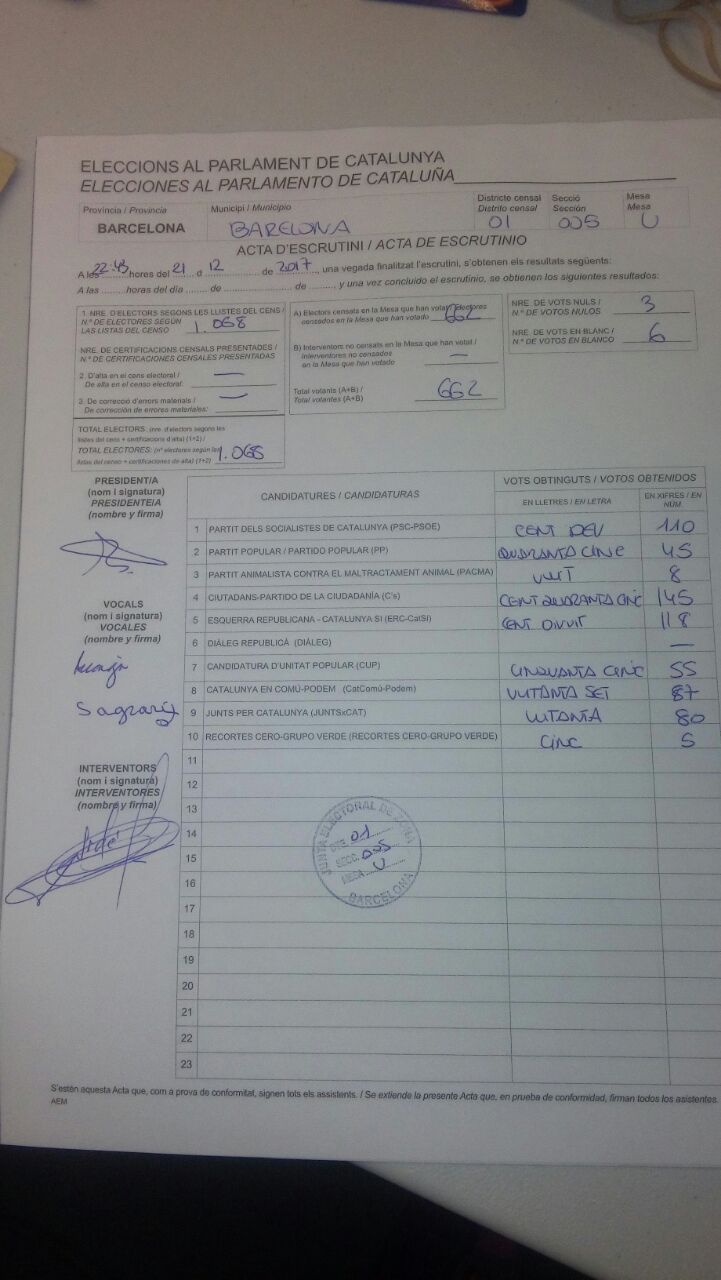 ELECCIONS AL PARLAMENT DE CATALUNYA
ELECCIONES AL PARLAMENTO DE CATALUÑA
Província / Provincia Municipi / Municipio Districte censal Secció Mesa
Distrito censal Sección Mesa
BARCELONA BARELONA 01 005 U
ACTA D'ESCRUTINI / ACTA DE ESCRUTINIO
A les 22:43 hores del 21 d 12 de 2017, una vegada finalitzat l'escrutini, s'obtenen els resultats següents:
A las ........ horas del día ........ de .................... de .........., y una vez concluido el escrutinio, se obtienen los siguientes resultados:
1. NRE. D'ELECTORS SEGONS LES LLISTES DEL CENS /
N.º DE ELECTORES SEGÚN
LAS LISTAS DEL CENSO 1.068
NRE. DE CERTIFICACIONS CENSALS PRESENTADES /
N.º DE CERTIFICACIONES CENSALES PRESENTADAS
2. D'alta en el cens electoral / —
De alta en el censo electoral:
3. De correcció d'errors materials / —
De corrección de errores materiales:
TOTAL ELECTORS: (nre. d'electors segons les
llistes del cens + certificacions d'alta) (1+2) /
TOTAL ELECTORES: (nº electores según las 1.068
listas del censo + certificaciones de alta) (1+2)
A) Electors censats en la Mesa que han votat / Electores
censados en la Mesa que han votado 662
B) Interventors no censats en la Mesa que han votat /
Interventores no censados —
en la Mesa que han votado
Total votants (A+B) / 662
Total votantes (A+B)
NRE. DE VOTS NULS / 3
N.º DE VOTOS NULOS
NRE. DE VOTS EN BLANC / 6
N.º DE VOTOS EN BLANCO
PRESIDENT/A
(nom i signatura)
PRESIDENTE/A
(nombre y firma)
VOCALS
(nom i signatura)
VOCALES
(nombre y firma)
INTERVENTORS
(nom i signatura)
INTERVENTORES
(nombre y firma)
CANDIDATURES / CANDIDATURAS VOTS OBTINGUTS / VOTOS OBTENIDOS
EN LLETRES / EN LETRA EN XIFRES / EN NÚM.
1 PARTIT DELS SOCIALISTES DE CATALUNYA (PSC-PSOE) CENT DEU 110
2 PARTIT POPULAR / PARTIDO POPULAR (PP) QUARANTA CINC 45
3 PARTIT ANIMALISTA CONTRA EL MALTRACTAMENT ANIMAL (PACMA) VUIT 8
4 CIUTADANS-PARTIDO DE LA CIUDADANÍA (C's) CENT QUARANTA CINC 145
5 ESQUERRA REPUBLICANA - CATALUNYA SÍ (ERC-CatSí) CENT DIVUIT 118
6 DIÀLEG REPUBLICÀ (DIÀLEG) —
7 CANDIDATURA D'UNITAT POPULAR (CUP) CINQUANTA CINC 55
8 CATALUNYA EN COMÚ-PODEM (CatComú-Podem) VUITANTA SET 87
9 JUNTS PER CATALUNYA (JUNTSxCAT) VUITANTA 80
10 RECORTES CERO-GRUPO VERDE (RECORTES CERO-GRUPO VERDE) CINC 5
11
12
13
14
15
16
17
18
19
20
21
22
23
JUNTA ELECTORAL DE ZONA
DTE. 01
SECC. 005
MESA U
BARCELONA
S'estén aquesta Acta que, com a prova de conformitat, signen tots els assistents. / Se extiende la presente Acta que, en prueba de conformidad, firman todos los asistentes.
AEM